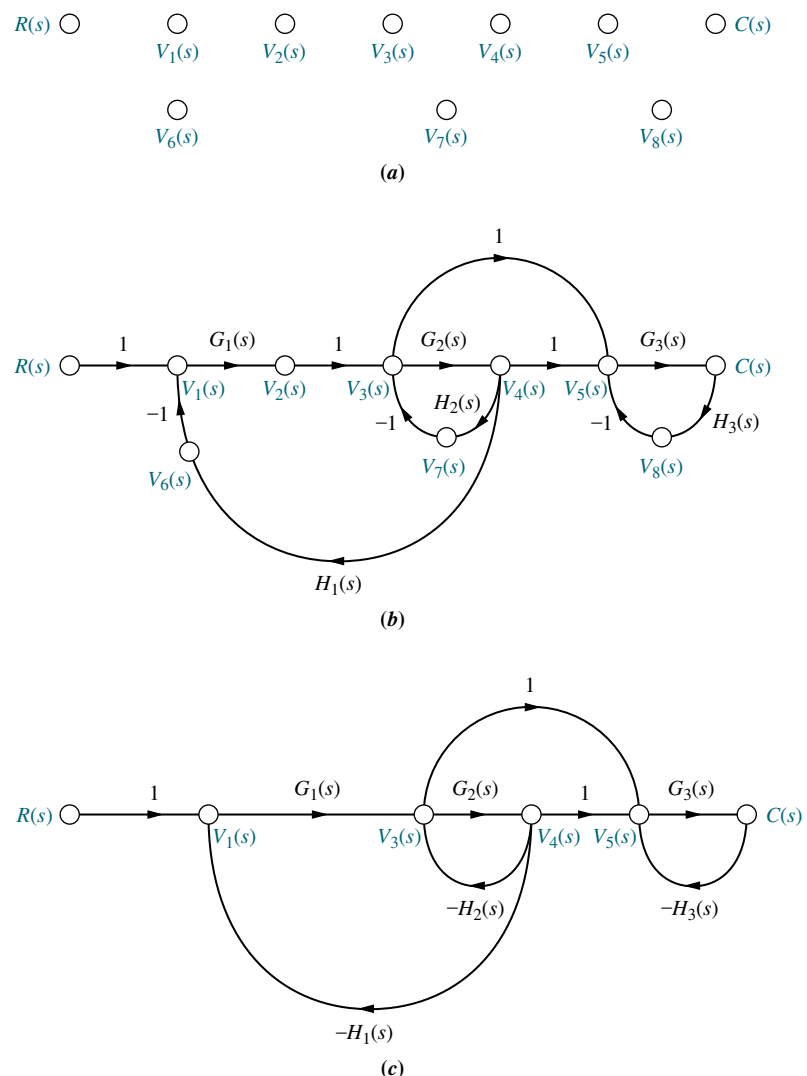 R(s) V₁(s) V₂(s) V₃(s) V₄(s) V₅(s) C(s)
V₆(s) V₇(s) V₈(s)
(a)
1
1 G₁(s) 1 G₂(s) 1 G₃(s)
R(s) V₁(s) V₂(s) V₃(s) V₄(s) V₅(s) C(s)
−1 −1 H₂(s) −1 H₃(s)
V₆(s) V₇(s) V₈(s)
H₁(s)
(b)
1
1 G₁(s) G₂(s) 1 G₃(s)
R(s) V₁(s) V₃(s) V₄(s) V₅(s) C(s)
−H₂(s) −H₃(s)
−H₁(s)
(c)